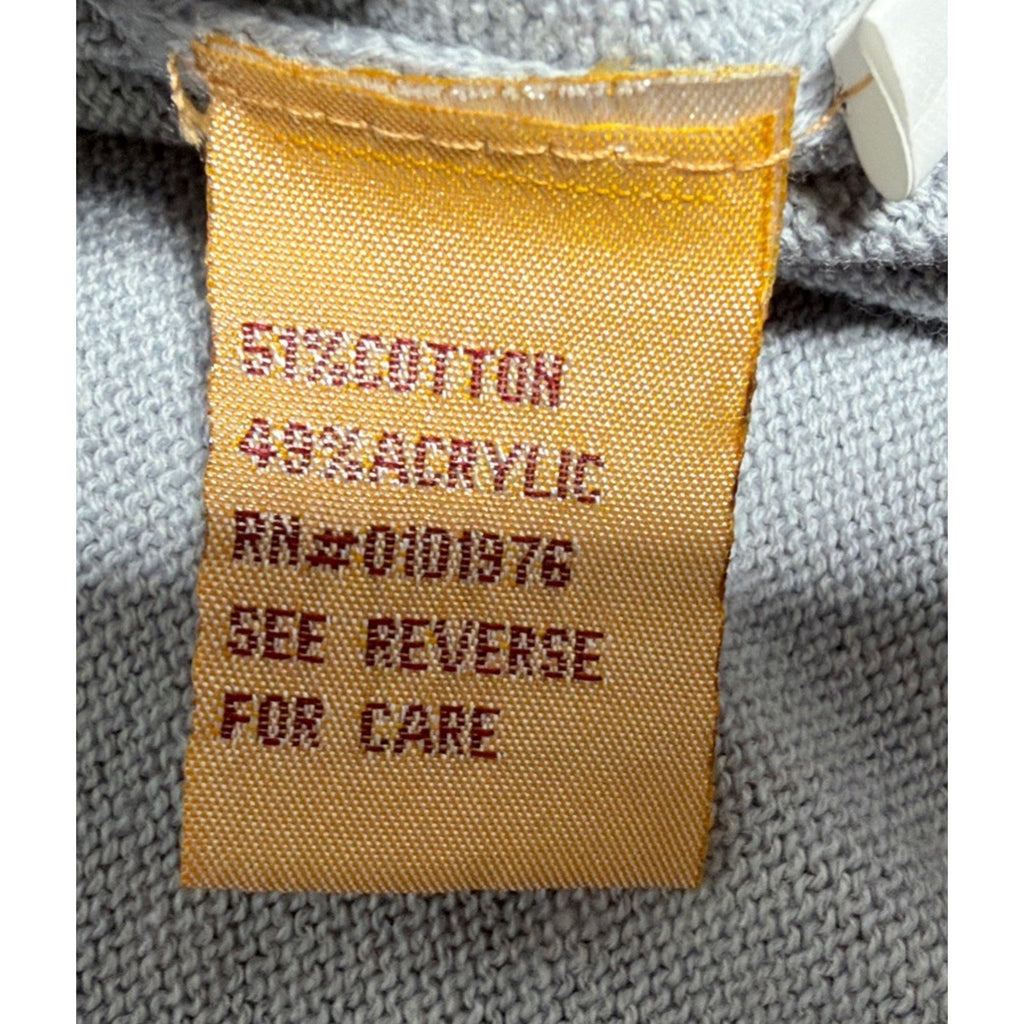 51%COTTON
49%ACRYLIC
RN#0101976
SEE REVERSE
FOR CARE